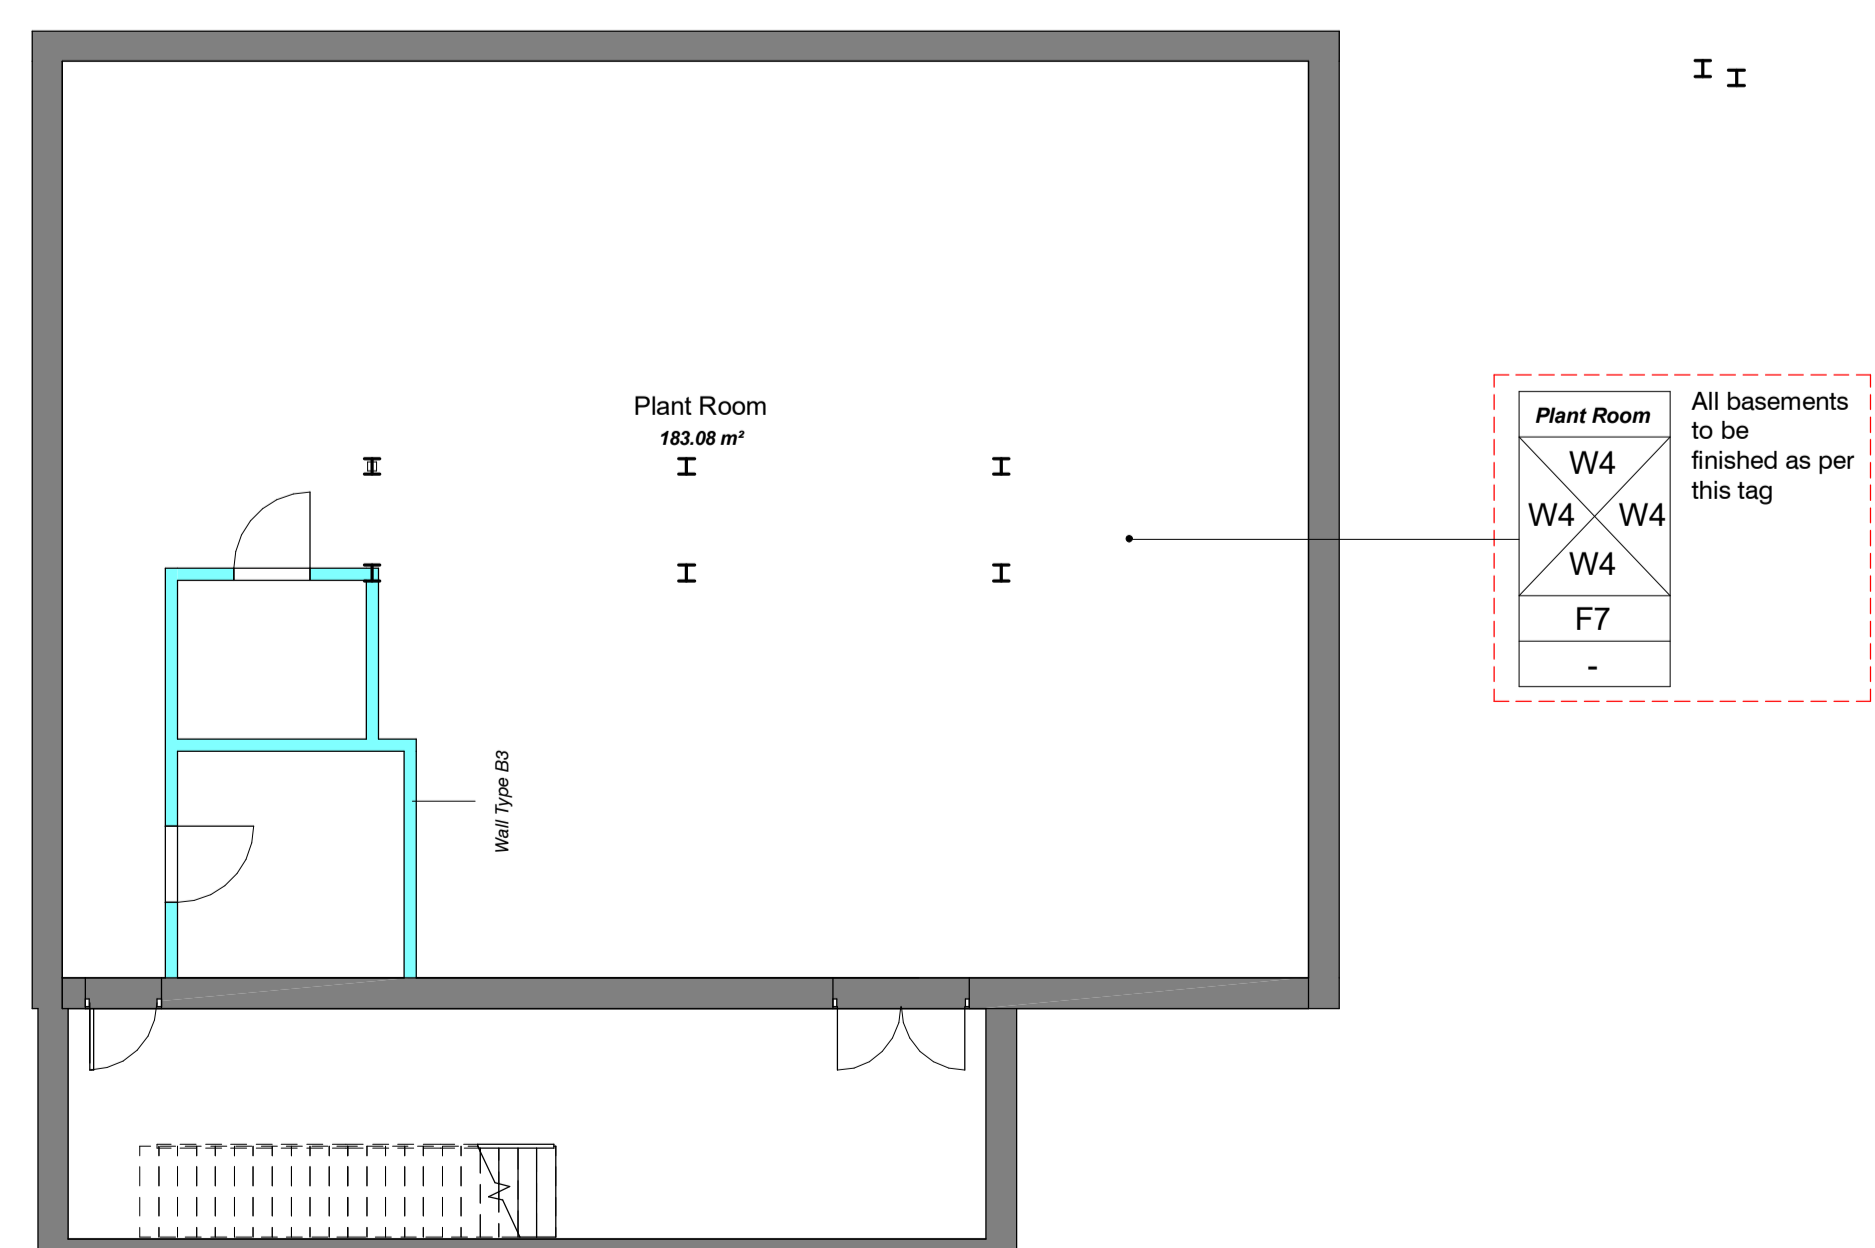 Plant Room
183.08 m²
Wall Type B3
Plant Room
W4
W4 W4
W4
F7
-
All basements
to be
finished as per
this tag